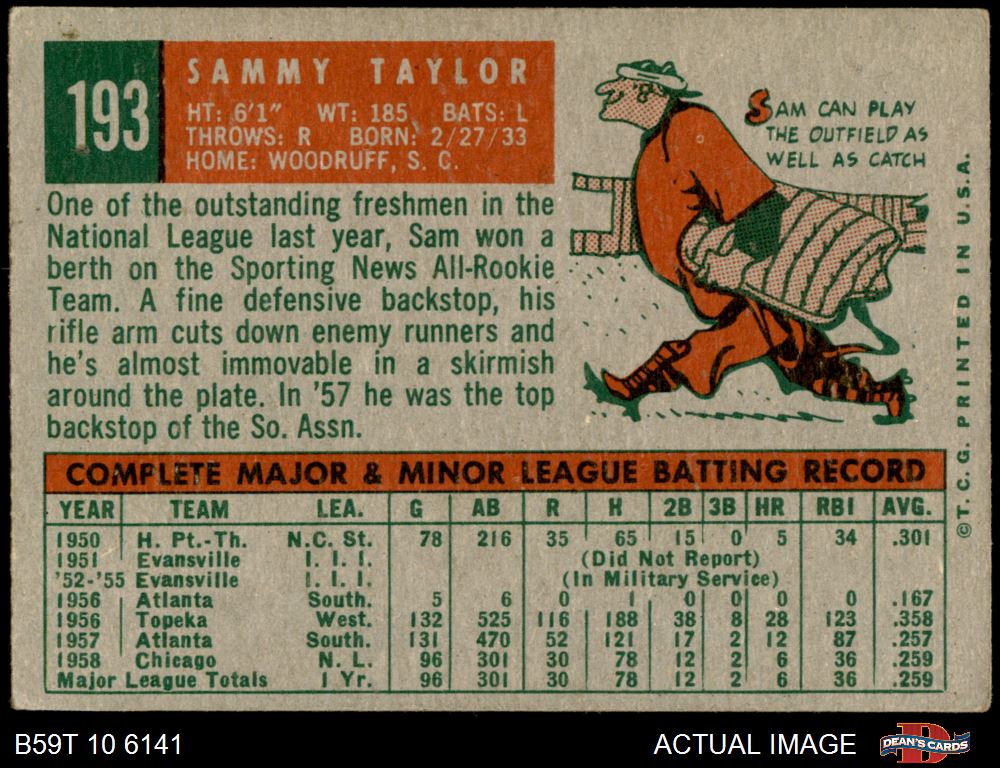 193
SAMMY TAYLOR
HT: 6'1" WT: 185 BATS: L
THROWS: R BORN: 2/27/33
HOME: WOODRUFF, S. C.
SAM CAN PLAY
THE OUTFIELD AS
WELL AS CATCH
One of the outstanding freshmen in the
National League last year, Sam won a
berth on the Sporting News All-Rookie
Team. A fine defensive backstop, his
rifle arm cuts down enemy runners and
he's almost immovable in a skirmish
around the plate. In '57 he was the top
backstop of the So. Assn.
COMPLETE MAJOR & MINOR LEAGUE BATTING RECORD
YEAR TEAM LEA. G AB R H 2B 3B HR RBI AVG.
1950 H. Pt.-Th. N.C. St. 78 216 35 65 15 0 5 34 .301
1951 Evansville I. I. I. (Did Not Report)
'52-'55 Evansville I. I. I. (In Military Service)
1956 Atlanta South. 5 6 0 1 0 0 0 0 .167
1956 Topeka West. 132 525 116 188 38 8 28 123 .358
1957 Atlanta South. 131 470 52 121 17 2 12 87 .257
1958 Chicago N. L. 96 301 30 78 12 2 6 36 .259
Major League Totals 1 Yr. 96 301 30 78 12 2 6 36 .259
©T. C. G. PRINTED IN U.S.A.
B59T 10 6141
ACTUAL IMAGE
DEAN'S CARDS